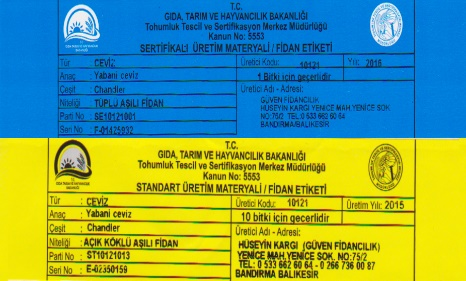 T.C.
GIDA, TARIM VE HAYVANCILIK BAKANLIĞI
Tohumluk Tescil ve Sertifikasyon Merkez Müdürlüğü
Kanun No: 5553
SERTİFİKALI ÜRETİM MATERYALİ / FİDAN ETİKETİ
Tür : CEVİZ
Üretici Kodu: 10121 Yılı: 2016
Anaç : Yabani ceviz
1 Bitki için geçerlidir
Çeşit : Chandler
Üretici Adı - Adresi:
Niteliği : TÜPLÜ AŞILI FİDAN
GÜVEN FİDANCILIK
HÜSEYİN KARGI YENİCE MAH.YENİCE SOK.
Parti No : SE10121001
NO:75/2 TEL.0 533 662 60 64
Seri No : F-01425932
BANDIRMA/BALIKESİR
T.C.
GIDA, TARIM VE HAYVANCILIK BAKANLIĞI
Tohumluk Tescil ve Sertifikasyon Merkez Müdürlüğü
Kanun No: 5553
STANDART ÜRETİM MATERYALİ / FİDAN ETİKETİ
Tür : CEVİZ
Üretici Kodu: 10121 Üretim Yılı: 2015
Anaç : Yabani ceviz
10 bitki için geçerlidir
Çeşit : Chandler
Üretici Adı - Adresi:
Niteliği : AÇIK KÖKLÜ AŞILI FİDAN
HÜSEYİN KARGI (GÜVEN FİDANCILIK)
Parti No : ST10121013
YENİCE MAH.YENİCE SOK. NO:75/2
TEL: 0 533 662 60 64 - 0 266 736 00 87
Seri No : E-02350159
BANDIRMA BALIKESİR